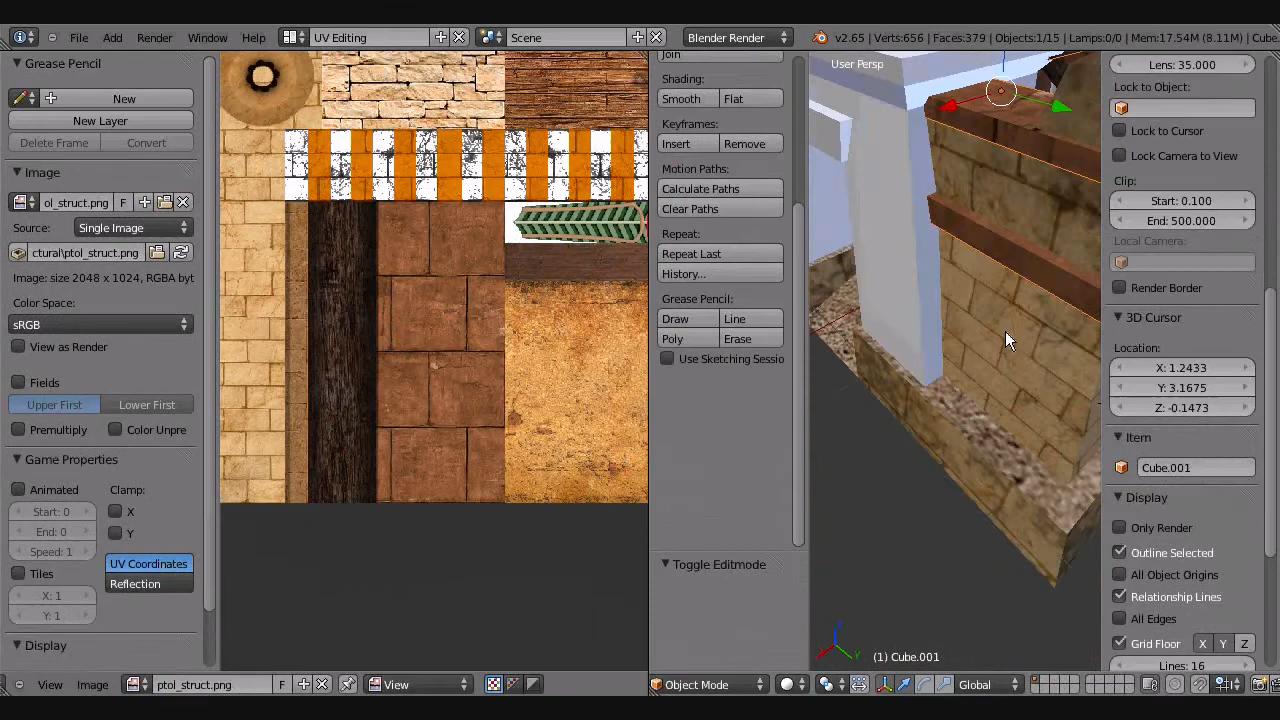 File Add Render Window Help UV Editing Scene Blender Render v2.65 | Verts:656 | Faces:379 | Objects:1/15 | Lamps:0/0 | Mem:17.54M (8.11M) | Cube.
Grease Pencil
New
New Layer
Delete Frame Convert
Image
ol_struct.png F
Source: Single Image
ctural\ptol_struct.png
Image: size 2048 x 1024, RGBA byt
Color Space:
sRGB
View as Render
Fields
Upper First Lower First
Premultiply Color Unpre
Game Properties
Animated Clamp:
Start: 0 X
End: 0 Y
Speed: 1 UV Coordinates
Tiles Reflection
X: 1
Y: 1
Display
View Image ptol_struct.png F View
Join
Shading:
Smooth Flat
Keyframes:
Insert Remove
Motion Paths:
Calculate Paths
Clear Paths
Repeat:
Repeat Last
History...
Grease Pencil:
Draw Line
Poly Erase
Use Sketching Sessio
Toggle Editmode
User Persp
(1) Cube.001
Object Mode Global
Lens: 35.000
Lock to Object:
Lock to Cursor
Lock Camera to View
Clip:
Start: 0.100
End: 500.000
Local Camera:
Render Border
3D Cursor
Location:
X: 1.2433
Y: 3.1675
Z: -0.1473
Item
Cube.001
Display
Only Render
Outline Selected
All Object Origins
Relationship Lines
All Edges
Grid Floor X Y Z
Lines: 16